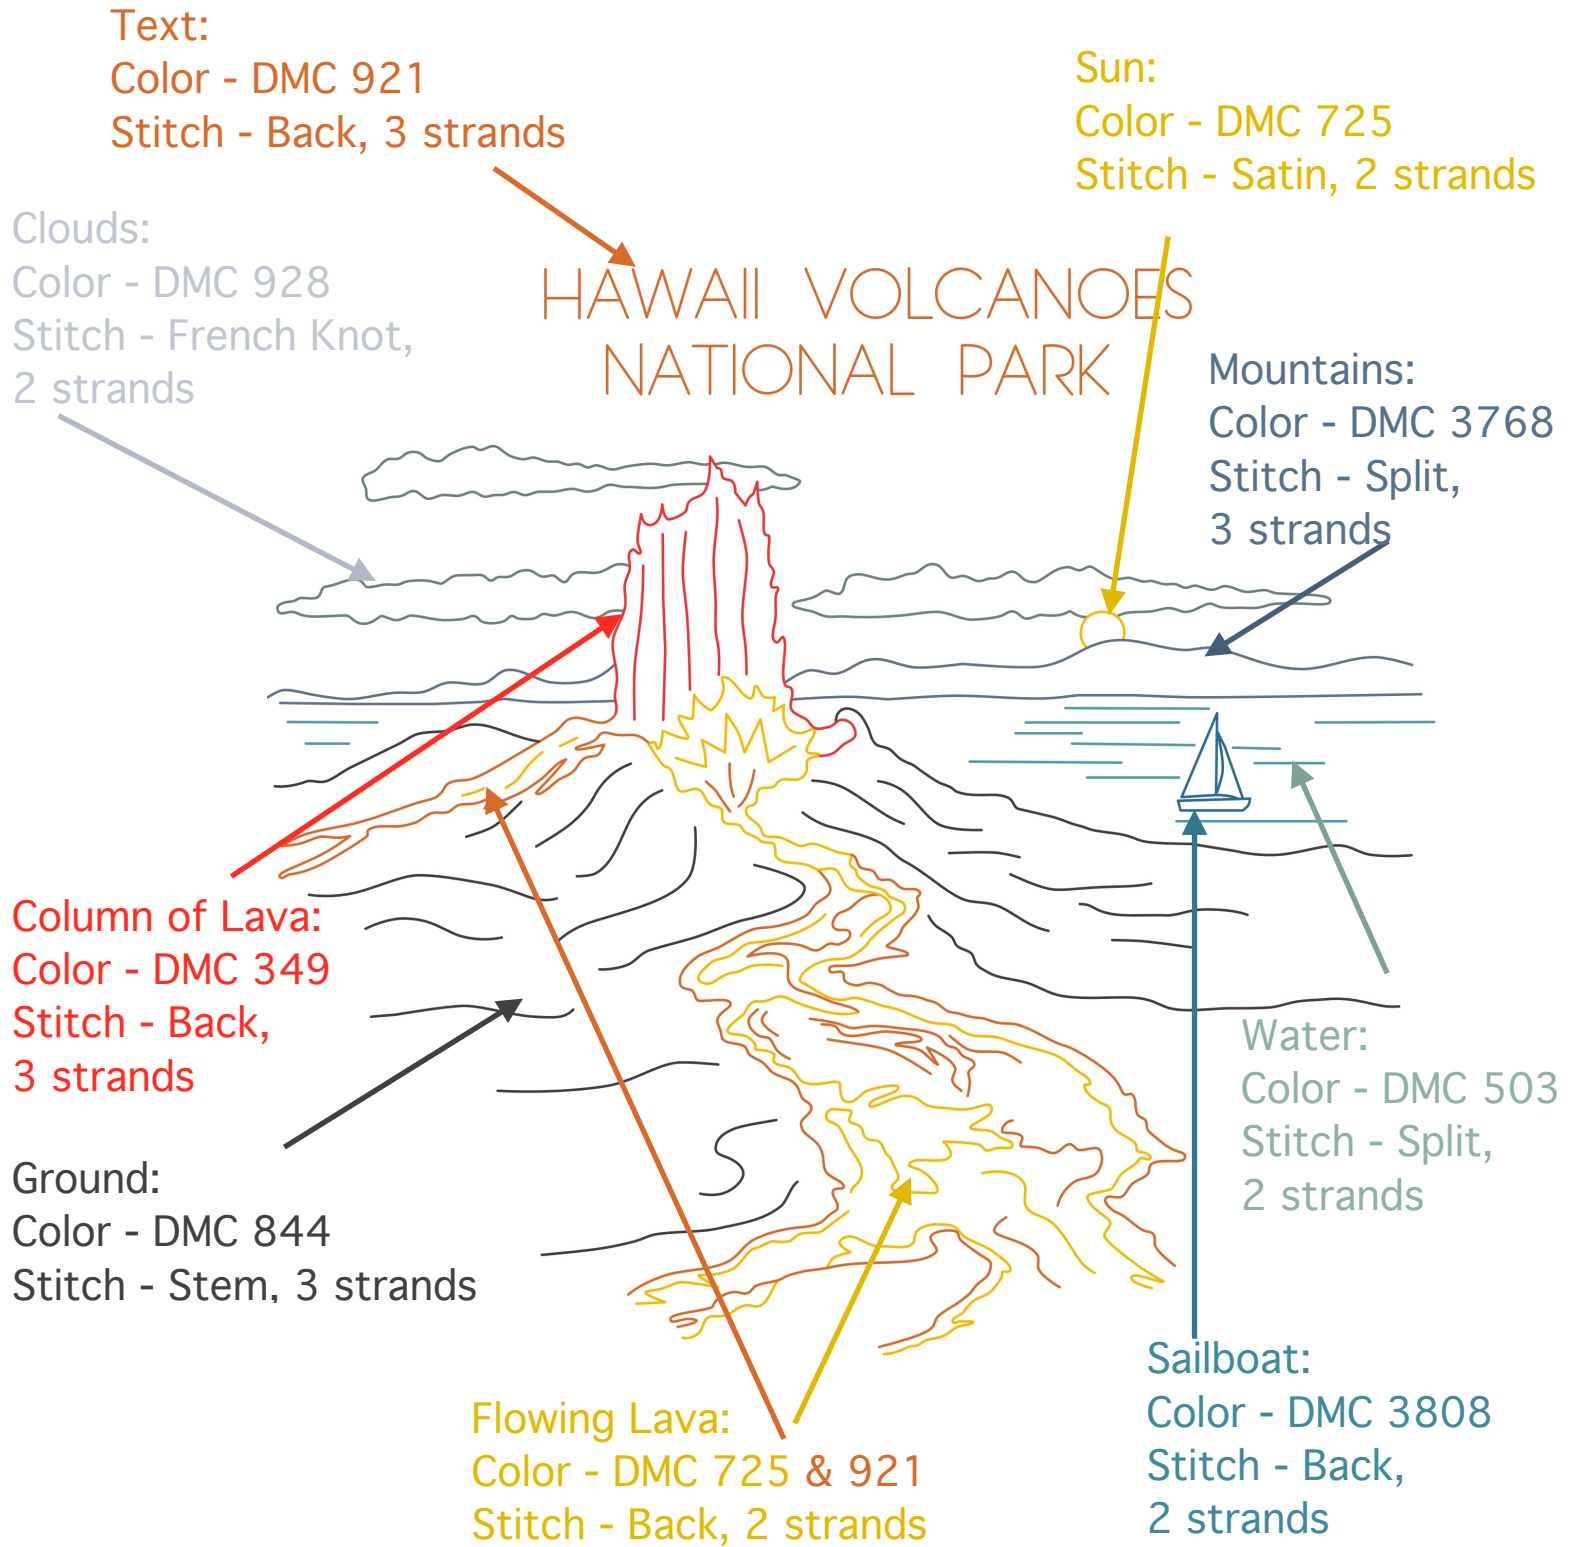 Text:
Color - DMC 921
Stitch - Back, 3 strands
Sun:
Color - DMC 725
Stitch - Satin, 2 strands
Clouds:
Color - DMC 928
Stitch - French Knot,
2 strands
HAWAII VOLCANOES
NATIONAL PARK
Mountains:
Color - DMC 3768
Stitch - Split,
3 strands
Column of Lava:
Color - DMC 349
Stitch - Back,
3 strands
Water:
Color - DMC 503
Stitch - Split,
2 strands
Ground:
Color - DMC 844
Stitch - Stem, 3 strands
Sailboat:
Color - DMC 3808
Stitch - Back,
2 strands
Flowing Lava:
Color - DMC 725 & 921
Stitch - Back, 2 strands